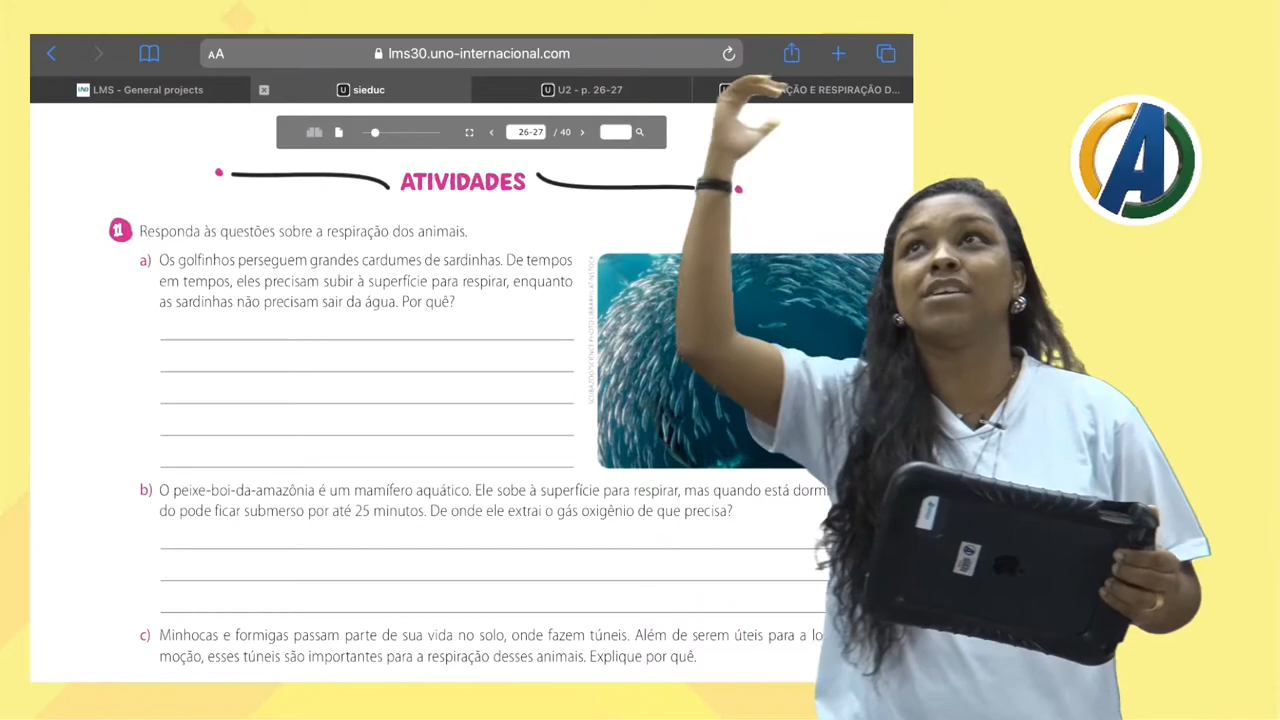 AA lms30.uno-internacional.com
LMS - General projects
sieduc
U2 - p. 26-27
AÇÃO E RESPIRAÇÃO D...
26-27 / 40
ATIVIDADES
11 Responda às questões sobre a respiração dos animais.
a) Os golfinhos perseguem grandes cardumes de sardinhas. De tempos
em tempos, eles precisam subir à superfície para respirar, enquanto
as sardinhas não precisam sair da água. Por quê?
b) O peixe-boi-da-amazônia é um mamífero aquático. Ele sobe à superfície para respirar, mas quando está dormi
do pode ficar submerso por até 25 minutos. De onde ele extrai o gás oxigênio de que precisa?
c) Minhocas e formigas passam parte de sua vida no solo, onde fazem túneis. Além de serem úteis para a lo
moção, esses túneis são importantes para a respiração desses animais. Explique por quê.
A